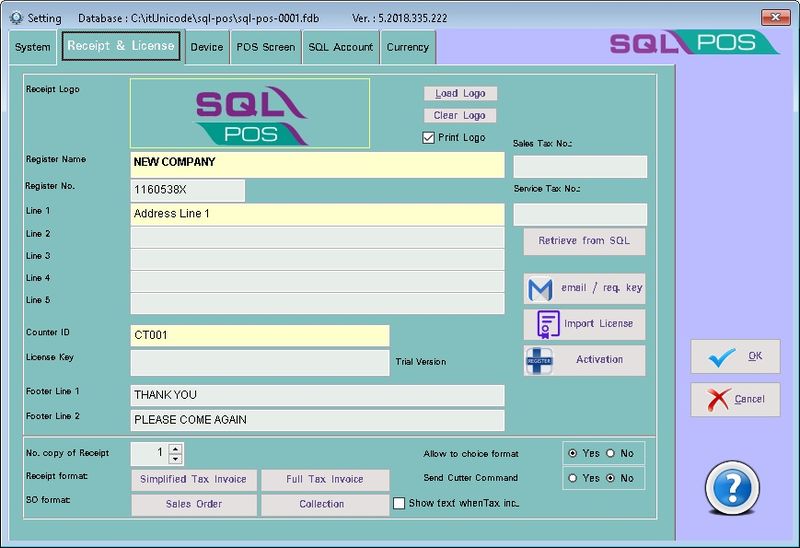 Setting Database : C:\itUnicode\sql-pos\sql-pos-0001.fdb Ver. : 5.2018.335.222
System Receipt & License Device POS Screen SQL Account Currency
SQL POS
Receipt Logo
SQL
POS
Load Logo
Clear Logo
Print Logo
Sales Tax No.:
Register Name NEW COMPANY
Register No. 1160538X
Service Tax No.:
Line 1 Address Line 1
Line 2
Retrieve from SQL
Line 3
Line 4
email / req. key
Line 5
Import License
Counter ID CT001
License Key Trial Version
REGISTER Activation
OK
Cancel
Footer Line 1 THANK YOU
Footer Line 2 PLEASE COME AGAIN
No. copy of Receipt 1 Allow to choice format Yes No
Receipt format: Simplified Tax Invoice Full Tax Invoice Send Cutter Command Yes No
SO format: Sales Order Collection Show text whenTax inc..
?